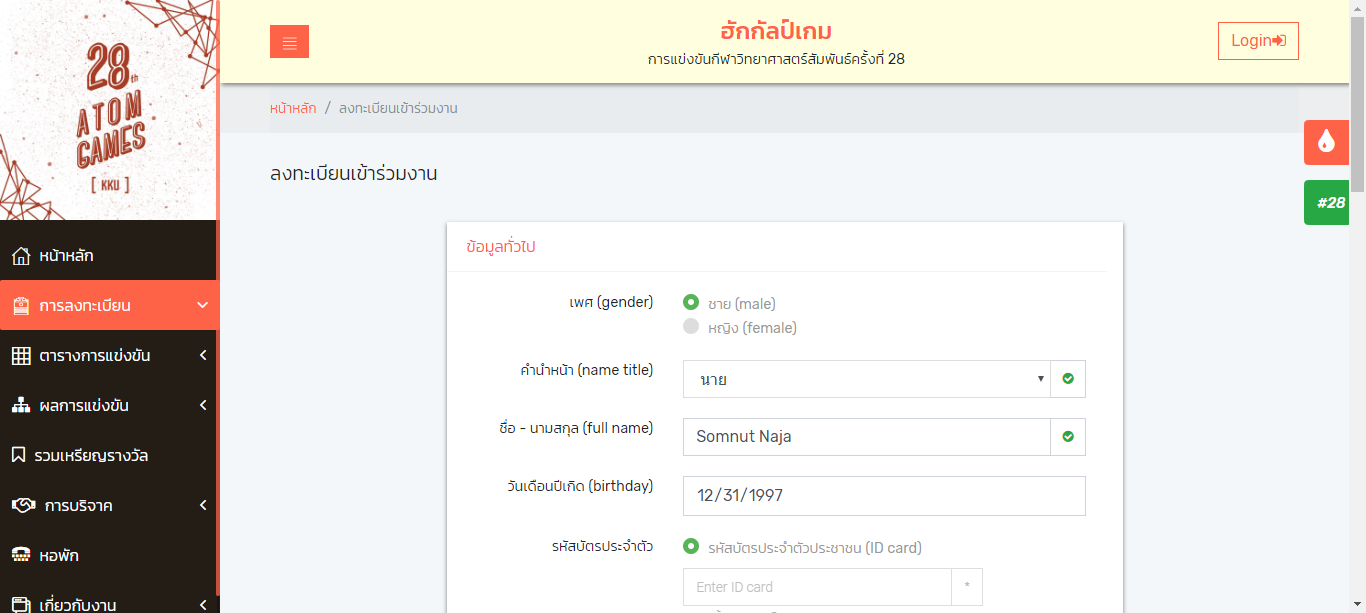 28th
ATOM
GAMES
[ KKU ]
หน้าหลัก
การลงทะเบียน
ตารางการแข่งขัน
ผลการแข่งขัน
รวมเหรียญรางวัล
การบริจาค
หอพัก
เกี่ยวกับงาน
ฮักกัลป์เกม
การแข่งขันกีฬาวิทยาศาสตร์สัมพันธ์ครั้งที่ 28
Login
หน้าหลัก / ลงทะเบียนเข้าร่วมงาน
#28
ลงทะเบียนเข้าร่วมงาน
ข้อมูลทั่วไป
เพศ (gender)
ชาย (male)
หญิง (female)
คำนำหน้า (name title)
นาย
ชื่อ - นามสกุล (full name)
Somnut Naja
วันเดือนปีเกิด (birthday)
12/31/1997
รหัสบัตรประจำตัว
รหัสบัตรประจำตัวประชาชน (ID card)
Enter ID card *